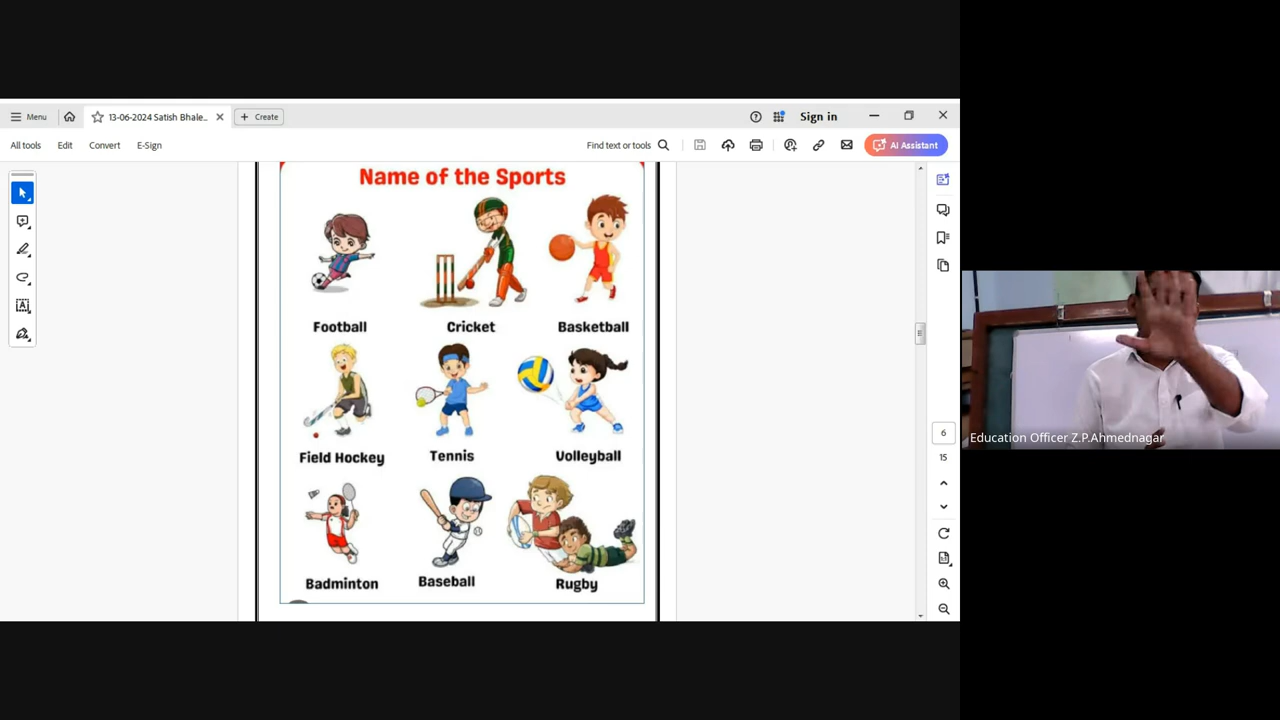 Menu
13-06-2024 Satish Bhale...
Create
Sign in
All tools
Edit
Convert
E-Sign
Find text or tools
AI Assistant
Name of the Sports
Football Cricket Basketball
Field Hockey Tennis Volleyball
Badminton Baseball Rugby
6
15
Education Officer Z.P.Ahmednagar